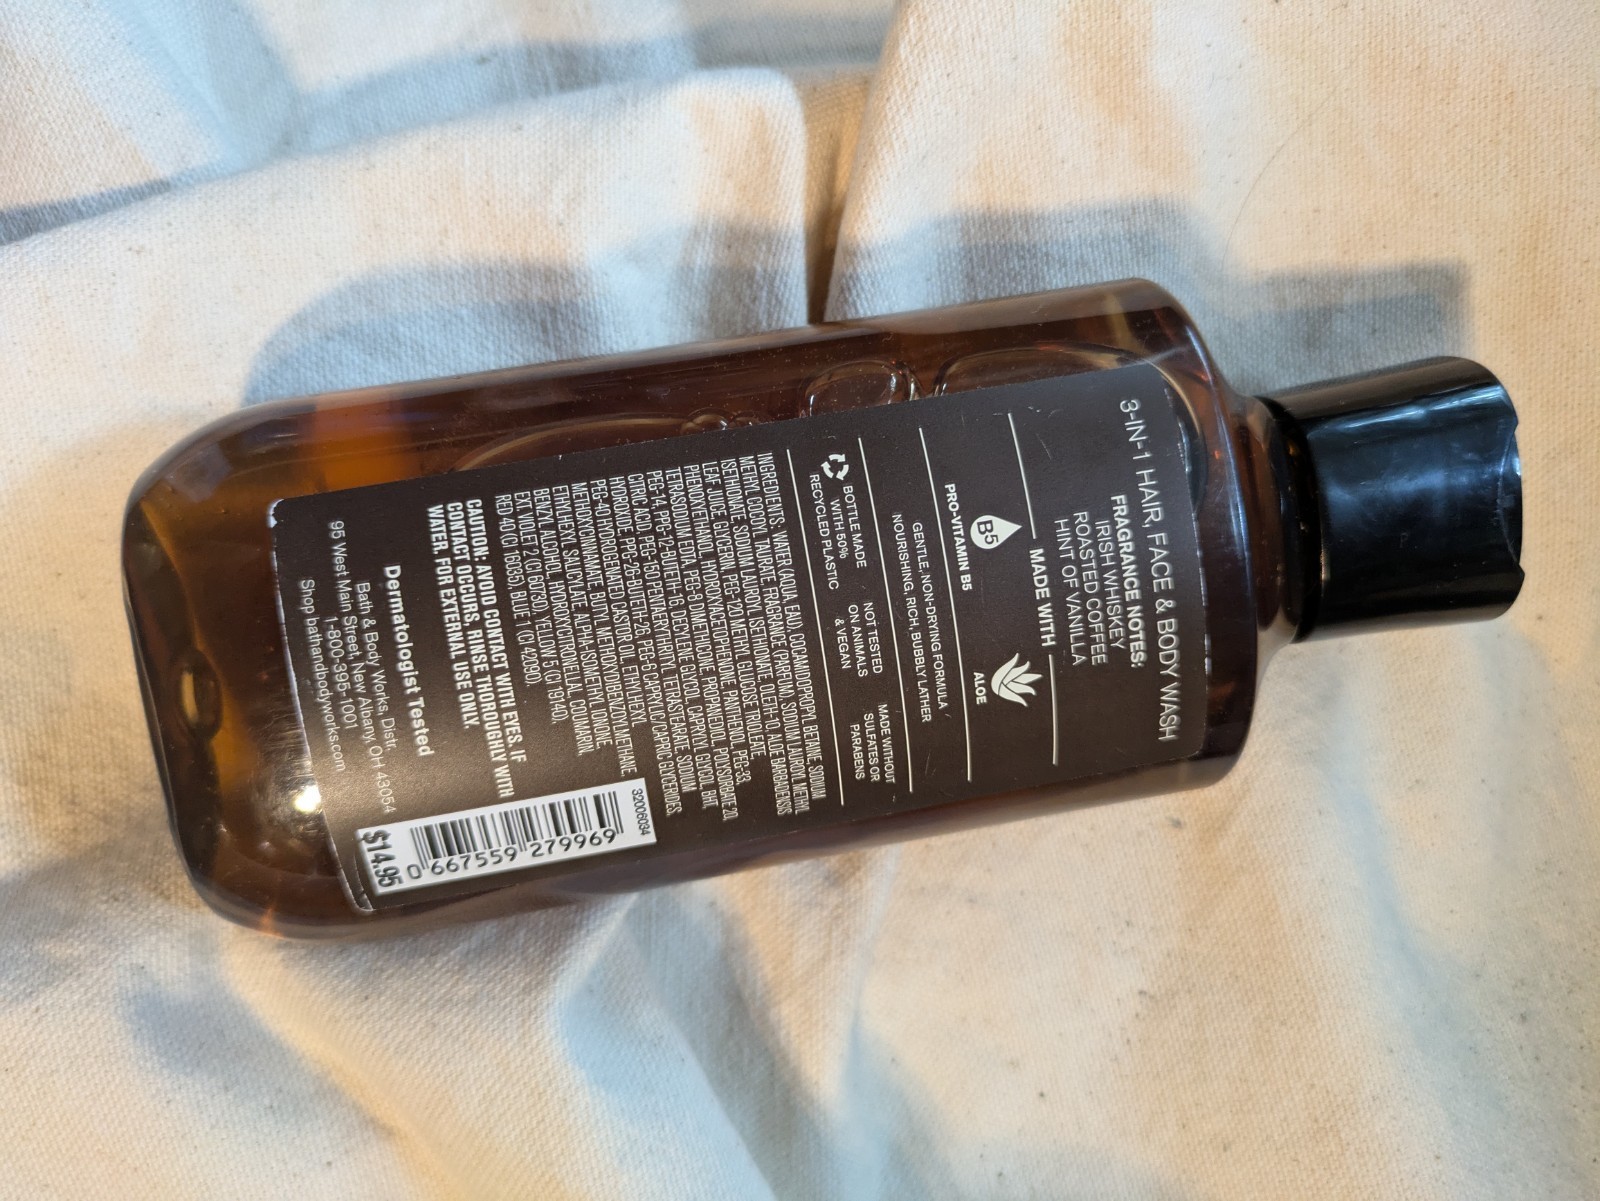 3-IN-1 HAIR, FACE & BODY WASH
FRAGRANCE NOTES:
IRISH WHISKEY
ROASTED COFFEE
HINT OF VANILLA
MADE WITH
B5
PRO-VITAMIN B5
ALOE
GENTLE, NON-DRYING FORMULA
NOURISHING, RICH, BUBBLY LATHER
BOTTLE MADE
WITH 50%
RECYCLED PLASTIC
NOT TESTED
ON ANIMALS
& VEGAN
MADE WITHOUT
SULFATES OR
PARABENS
INGREDIENTS: WATER (AQUA, EAU), COCAMIDOPROPYL BETAINE, SODIUM
METHYL COCOYL TAURATE, FRAGRANCE (PARFUM), SODIUM LAUROYL METHYL
ISETHIONATE, SODIUM LAUROYL ISETHIONATE, OLETH-10, ALOE BARBADENSIS
LEAF JUICE, GLYCERIN, PEG-120 METHYL GLUCOSE TRIOLEATE,
PHENOXYETHANOL, HYDROXYACETOPHENONE, PANTHENOL, PEG-33,
TETRASODIUM EDTA, PEG-8 DIMETHICONE, PROPANEDIOL, POLYSORBATE 20,
PEG-14, PPG-12-BUTETH-16, DECYLENE GLYCOL, CAPRYLYL GLYCOL, BHT,
CITRIC ACID, PEG-150 PENTAERYTHRITYL TETRASTEARATE, SODIUM
HYDROXIDE, PPG-26-BUTETH-26, PEG-6 CAPRYLIC/CAPRIC GLYCERIDES,
PEG-40 HYDROGENATED CASTOR OIL, ETHYLHEXYL
METHOXYCINNAMATE, BUTYL METHOXYDIBENZOYLMETHANE,
ETHYLHEXYL SALICYLATE, ALPHA-ISOMETHYL IONONE,
BENZYL ALCOHOL, HYDROXYCITRONELLAL, COUMARIN,
EXT. VIOLET 2 (CI 60730), YELLOW 5 (CI 19140),
RED 40 (CI 16035), BLUE 1 (CI 42090).
CAUTION: AVOID CONTACT WITH EYES. IF
CONTACT OCCURS, RINSE THOROUGHLY WITH
WATER. FOR EXTERNAL USE ONLY.
Dermatologist Tested
Bath & Body Works, Distr.
95 West Main Street, New Albany, OH 43054
1-800-395-1001
Shop bathandbodyworks.com
32006034
0 667559 279969
$14.95